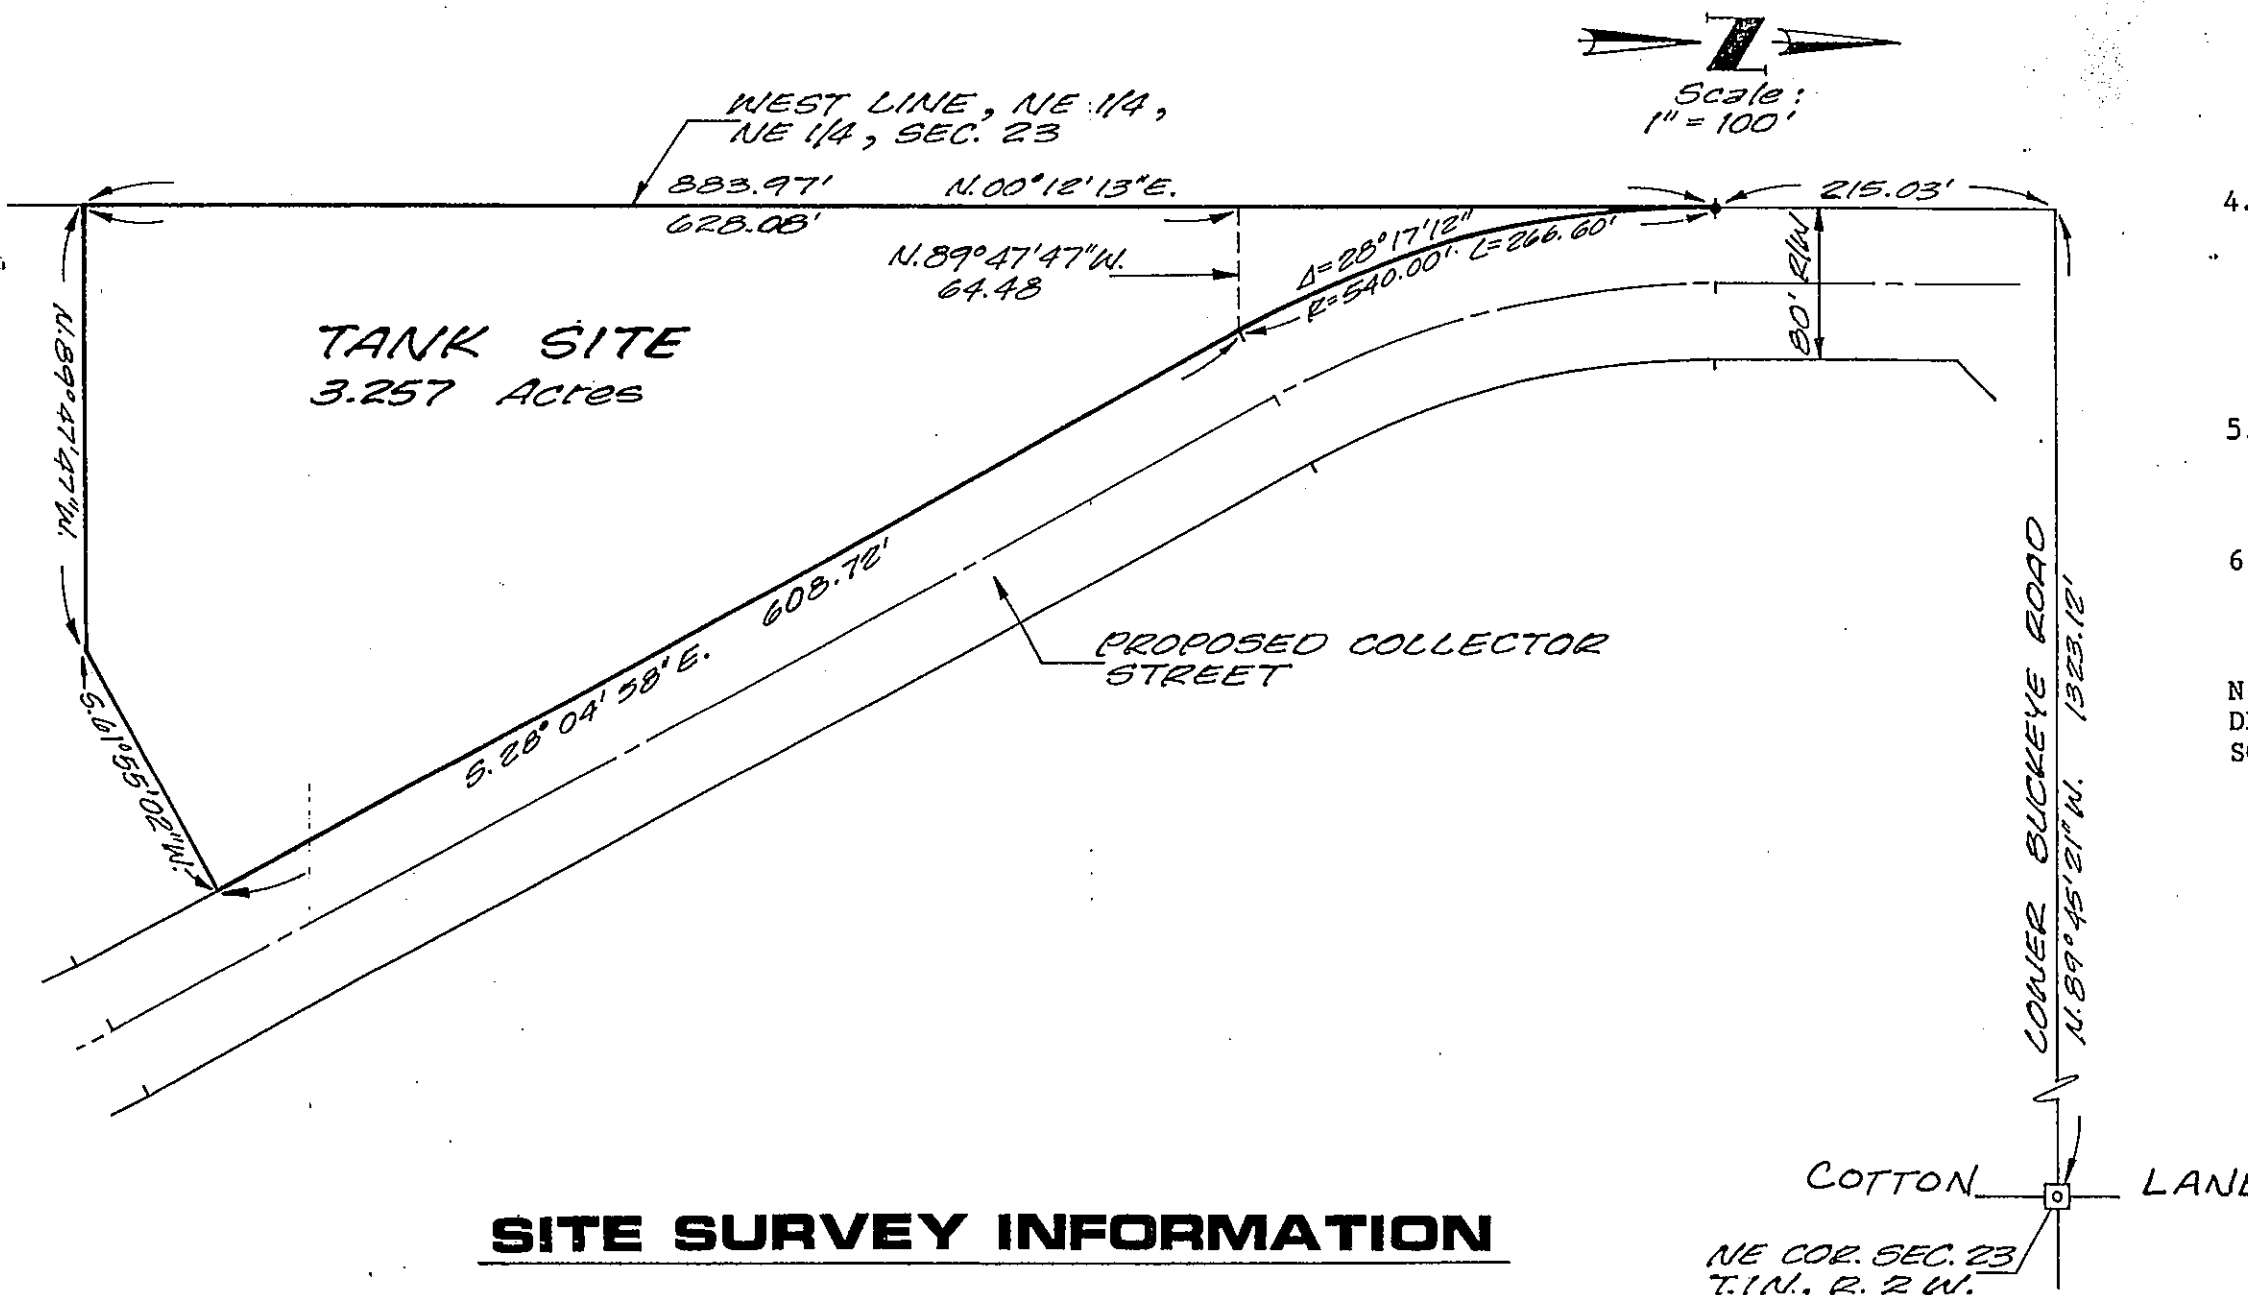 Z
Scale:
1" = 100'
WEST LINE, NE 1/4,
NE 1/4, SEC. 23
883.97' N.00°12'13"E.
628.08'
215.03'
N.89°47'47"W.
64.48
Δ=28°17'12"
R=540.00' L=266.60'
80' R/W
TANK SITE
3.257 Acres
N.89°47'47"W.
S.61°55'02"W.
608.72'
S.28°04'58"E.
PROPOSED COLLECTOR
STREET
LOWER BUCKEYE ROAD
N.89°45'21"W. 1323.12'
COTTON LANE
NE COR. SEC. 23
T.1N., R. 2 W.
SITE SURVEY INFORMATION
4.
5.
6
N